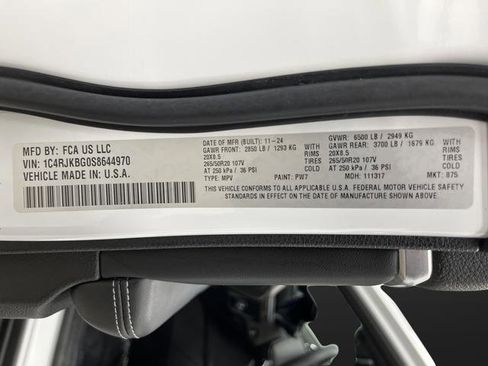 MFD BY: FCA US LLC
VIN: 1C4RJKBG0S8644970
VEHICLE MADE IN: U.S.A.
DATE OF MFR (BUILT): 11-24 GVWR: 6500 LB / 2949 KG
GAWR FRONT: 2850 LB / 1293 KG WITH GAWR REAR: 3700 LB / 1679 KG WITH
20X8.5 RIMS 20X8.5 RIMS
265/50R20 107V TIRES 265/50R20 107V TIRES
AT 250 kPa / 36 PSI COLD AT 250 kPa / 36 PSI COLD
TYPE: MPV PAINT: PW7 MDH: 111317 MKT: 875
THIS VEHICLE CONFORMS TO ALL APPLICABLE U.S.A. FEDERAL MOTOR VEHICLE SAFETY
STANDARDS IN EFFECT ON THE DATE OF MANUFACTURE SHOWN ABOVE